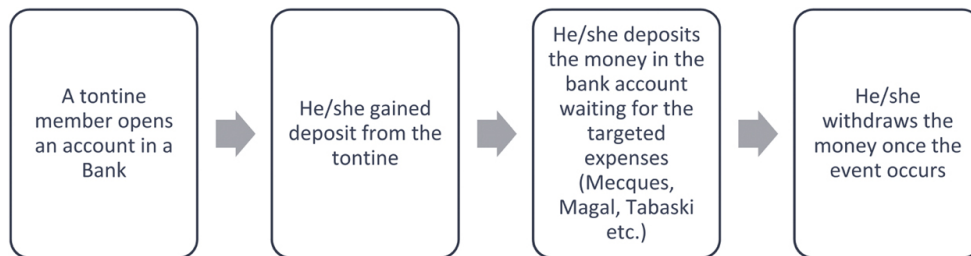 A tontine
member opens
an account in a
Bank
He/she gained
deposit from the
tontine
He/she deposits
the money in the
bank account
waiting for the
targeted
expenses
(Mecques,
Magal, Tabaski
etc.)
He/she
withdraws the
money once the
event occurs